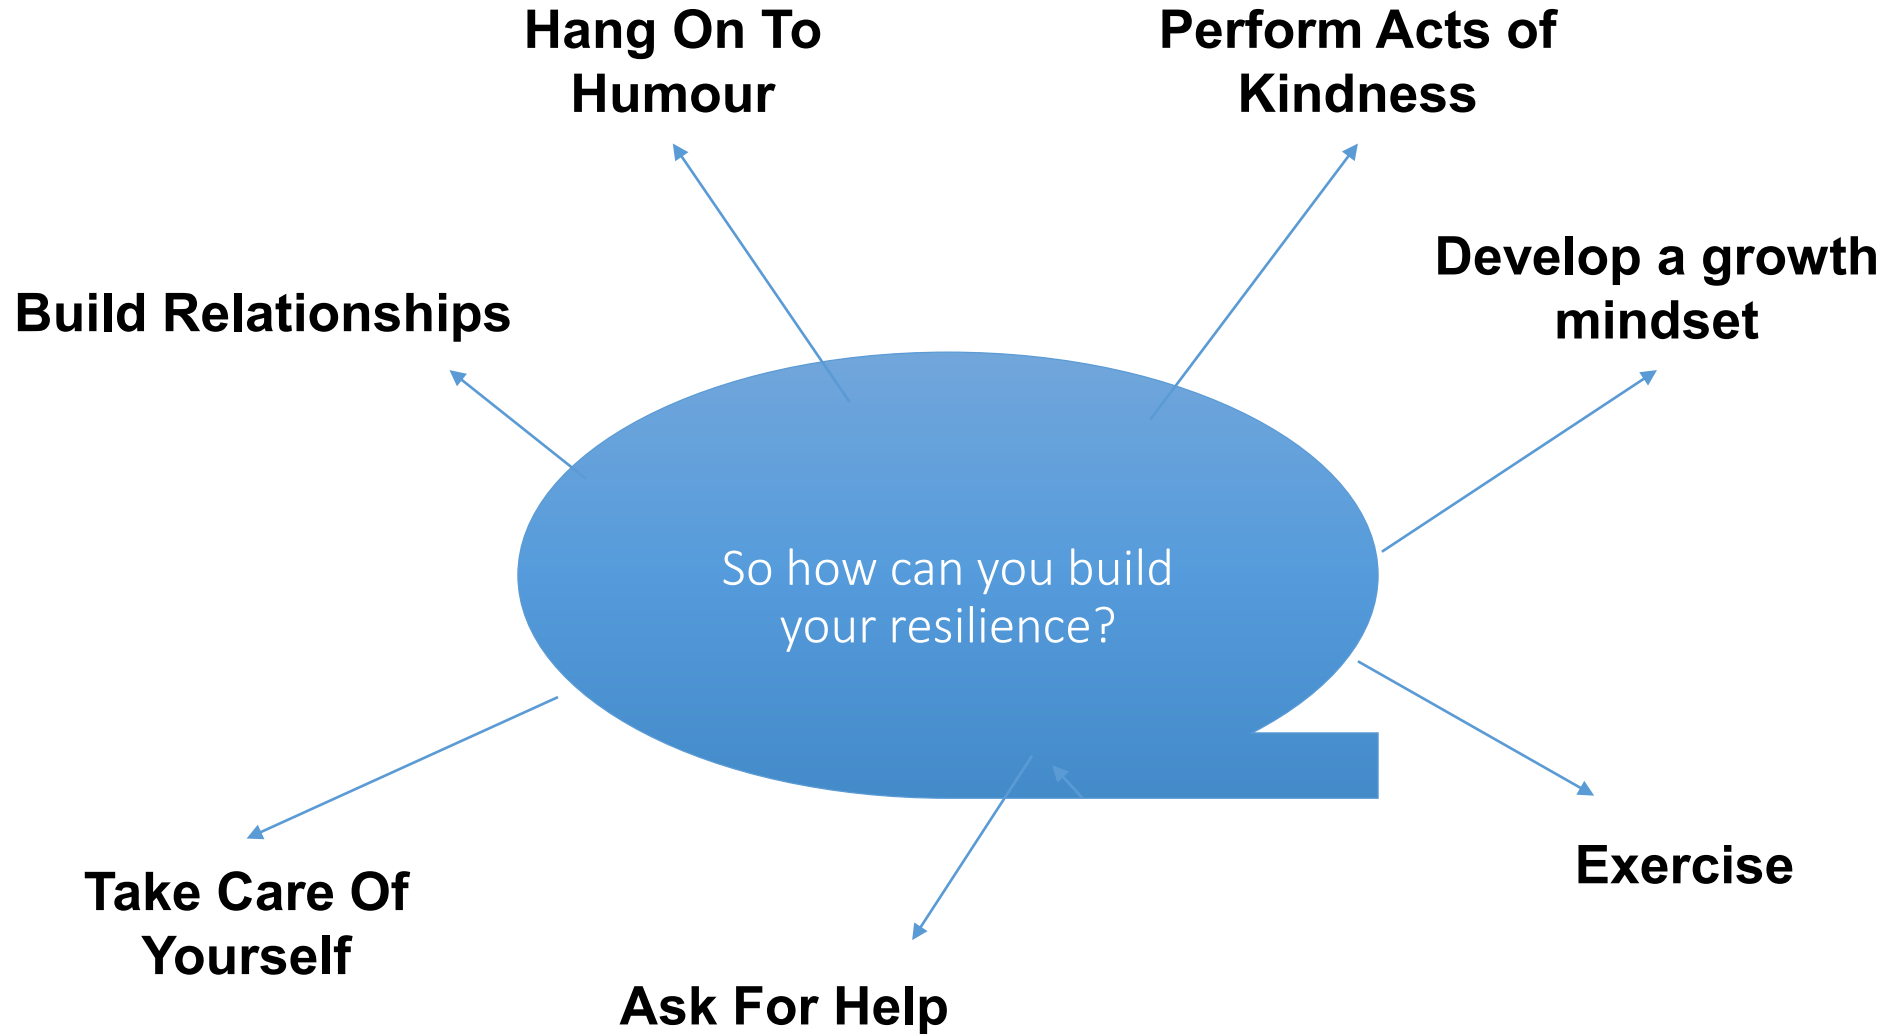 Hang On To
Humour
Perform Acts of
Kindness
Develop a growth
mindset
Build Relationships
So how can you build
your resilience?
Exercise
Take Care Of
Yourself
Ask For Help